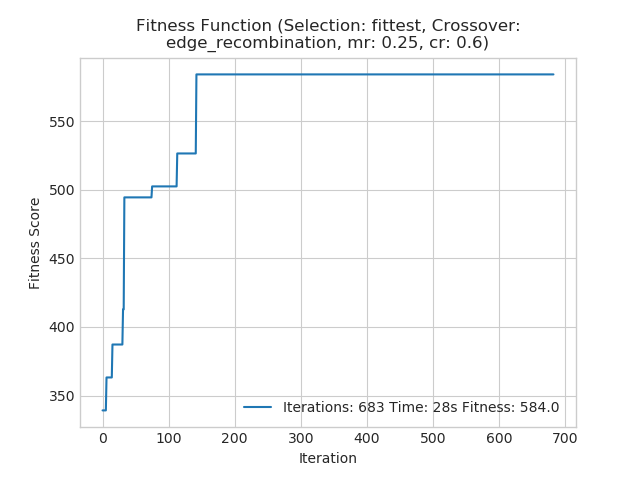 Fitness Function (Selection: fittest, Crossover:
edge_recombination, mr: 0.25, cr: 0.6)
Fitness Score
550
500
450
400
350
Iterations: 683 Time: 28s Fitness: 584.0
0 100 200 300 400 500 600 700
Iteration